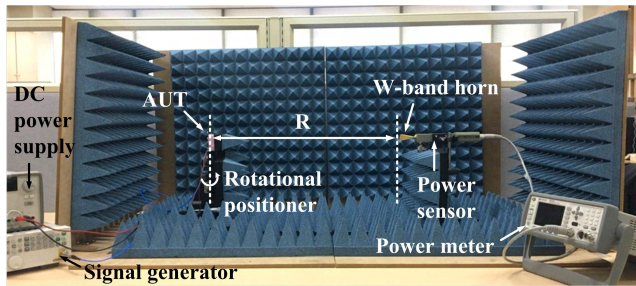 AUT
W-band horn
DC
power
supply
R
Rotational
positioner
Power
sensor
Power meter
Signal generator